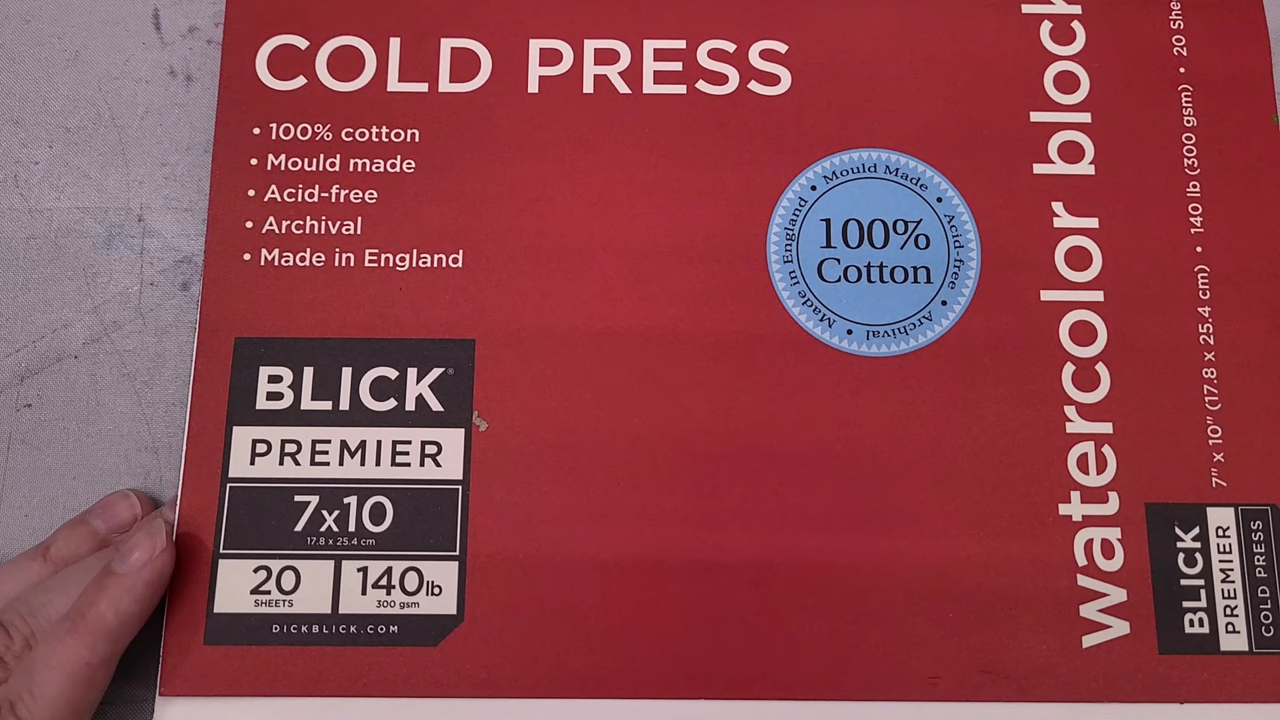 COLD PRESS
• 100% cotton
• Mould made
• Acid-free
• Archival
• Made in England
Mould Made • Acid-free • Archival • Made in England •
100%
Cotton
BLICK®
PREMIER
7x10
17.8 x 25.4 cm
20
SHEETS
140lb
300 gsm
DICKBLICK.COM
watercolor block
7" x 10" (17.8 x 25.4 cm) • 140 lb (300 gsm) • 20
BLICK
PREMIER
COLD PRESS